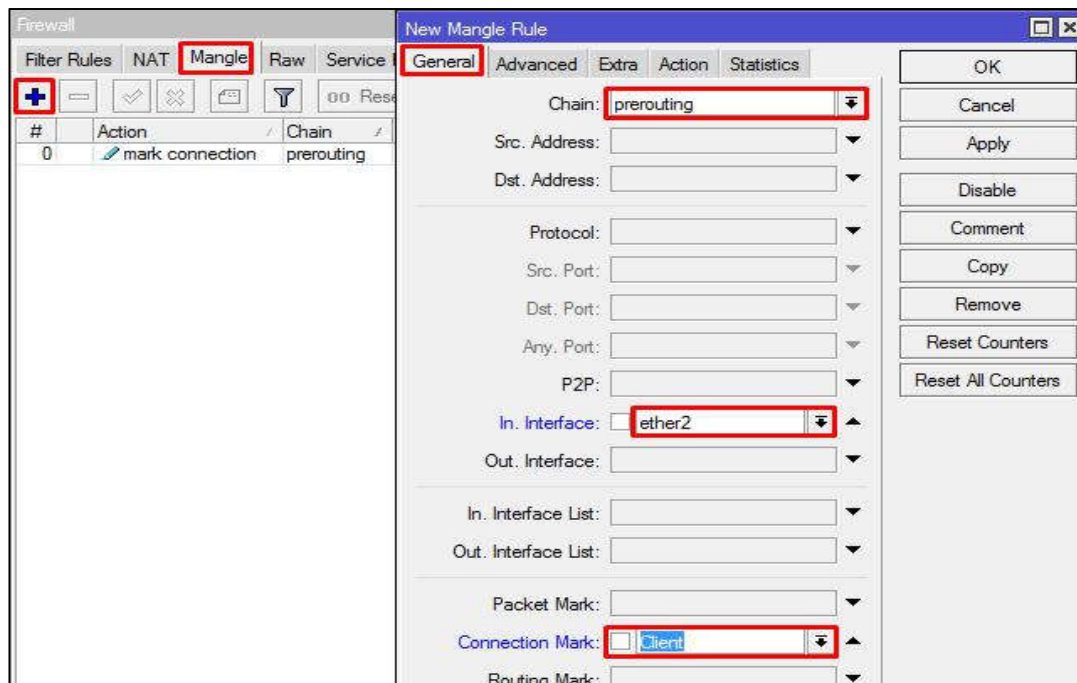 Firewall
Filter Rules NAT Mangle Raw Service
00 Rese
# Action Chain
0 mark connection prerouting
New Mangle Rule
General Advanced Extra Action Statistics
Chain: prerouting
Src. Address:
Dst. Address:
Protocol:
Src. Port:
Dst. Port:
Any. Port:
P2P:
In. Interface: ether2
Out. Interface:
In. Interface List:
Out. Interface List:
Packet Mark:
Connection Mark: Client
Routing Mark:
OK
Cancel
Apply
Disable
Comment
Copy
Remove
Reset Counters
Reset All Counters